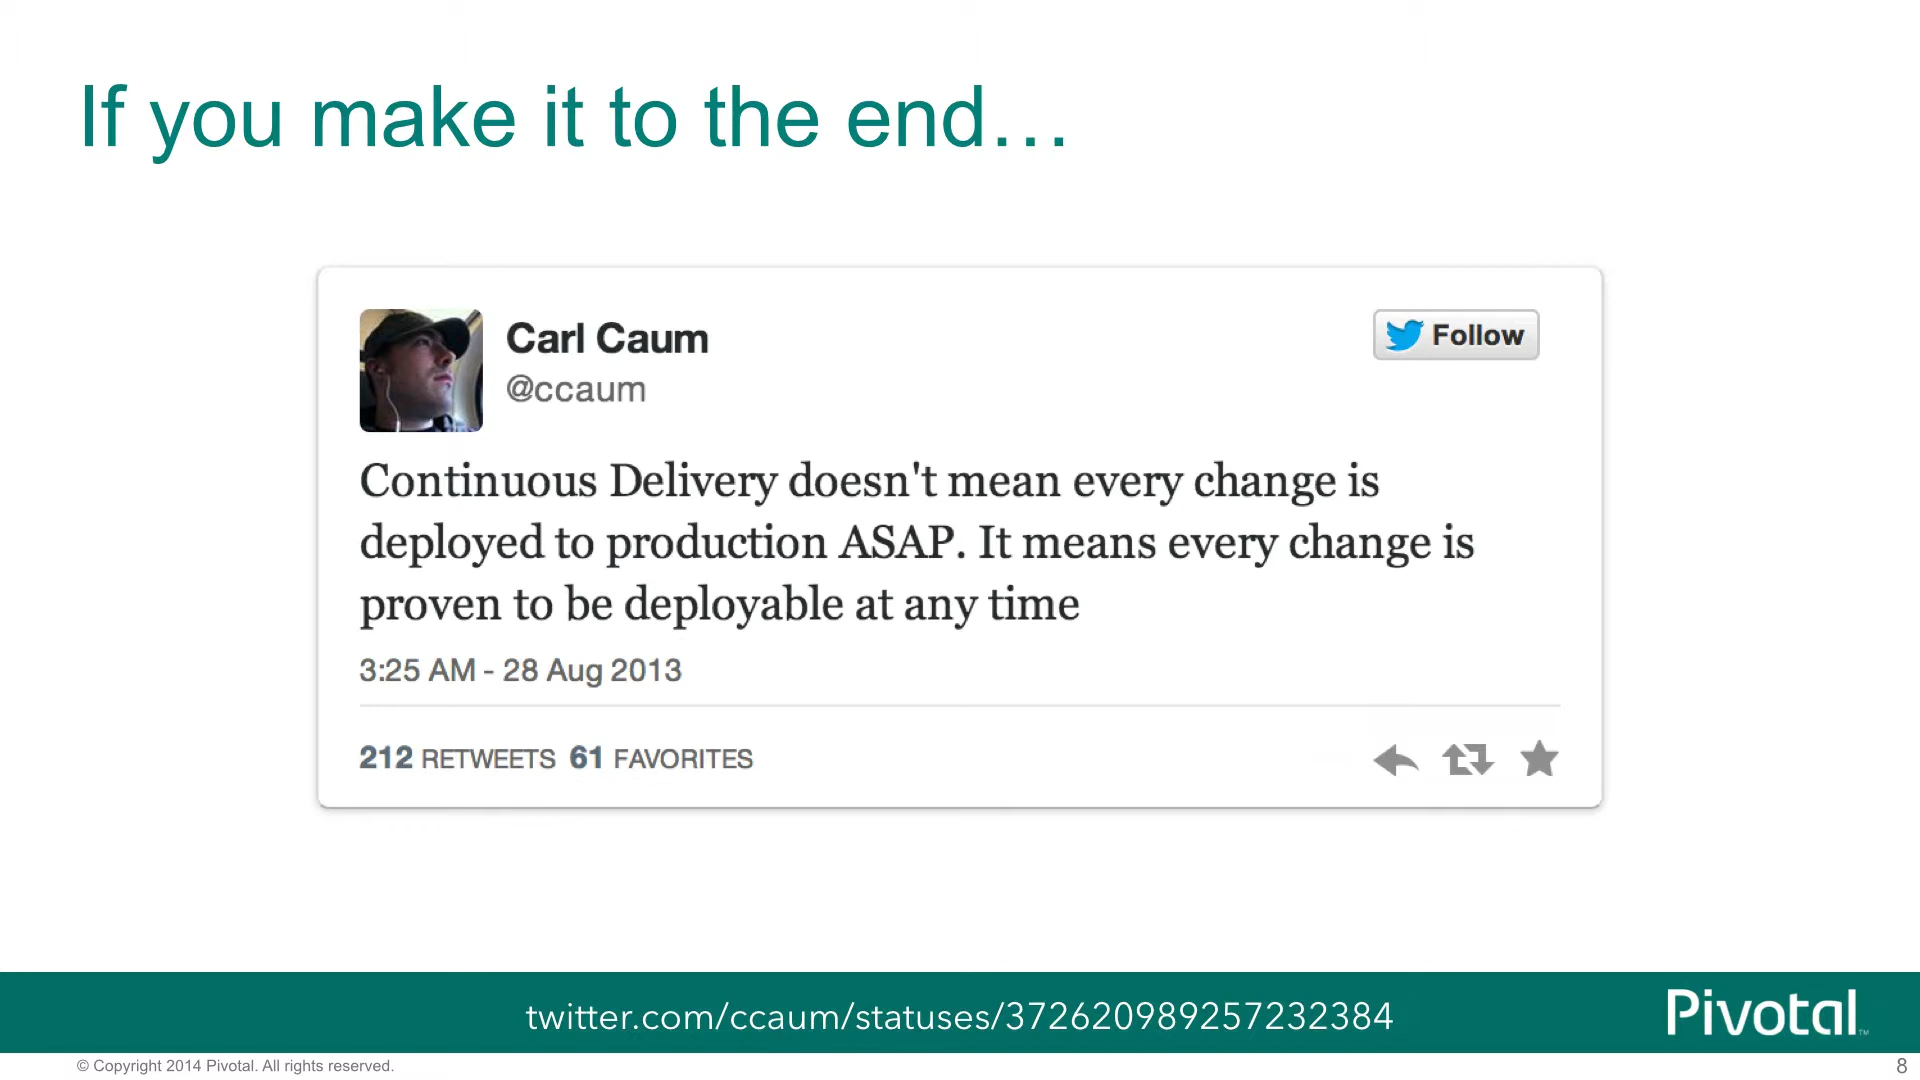 If you make it to the end…
Carl Caum
@ccaum
Follow
Continuous Delivery doesn't mean every change is
deployed to production ASAP. It means every change is
proven to be deployable at any time
3:25 AM - 28 Aug 2013
212 RETWEETS 61 FAVORITES
twitter.com/ccaum/statuses/372620989257232384
Pivotal™
© Copyright 2014 Pivotal. All rights reserved.
8